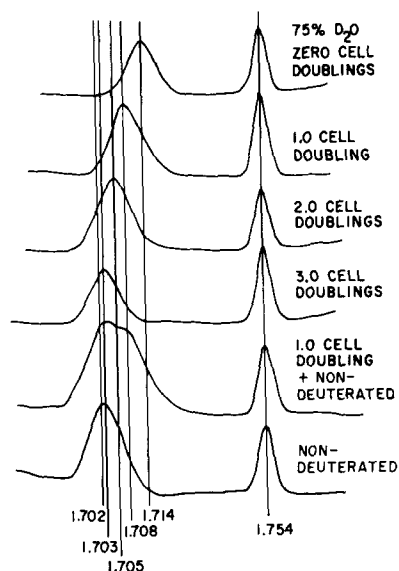 75% D₂O
ZERO CELL
DOUBLINGS
1.0 CELL
DOUBLING
2.0 CELL
DOUBLINGS
3.0 CELL
DOUBLINGS
1.0 CELL
DOUBLING
+ NON-
DEUTERATED
NON-
DEUTERATED
1.702
1.714
1.754
1.703
1.708
1.705